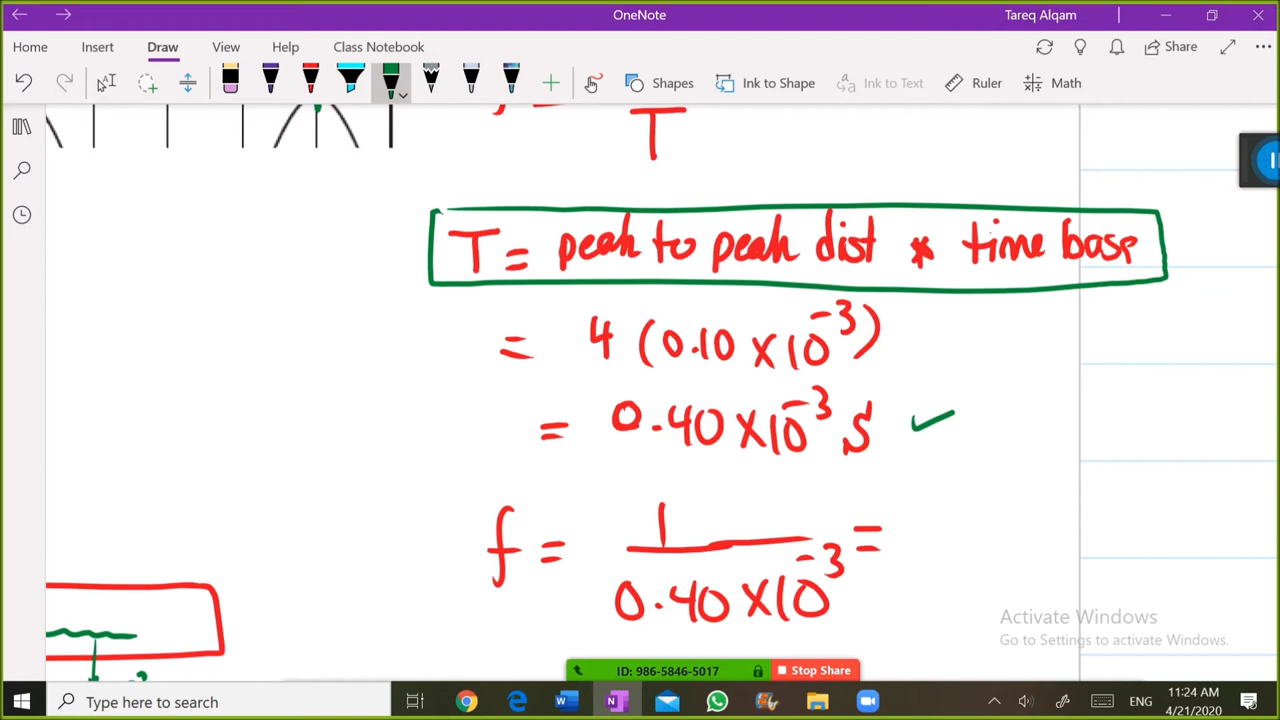 OneNote
Tareq Alqam
Home Insert Draw View Help Class Notebook
Share
Shapes Ink to Shape Ink to Text Ruler Math
T
T = peak to peak dist * time base
= 4 (0.10 × 10⁻³)
= 0.40 × 10⁻³ s
f = 1 / 0.40 × 10⁻³ =
Activate Windows
Go to Settings to activate Windows.
ID: 986-5846-5017 Stop Share
Type here to search
ENG
11:24 AM
4/21/2020